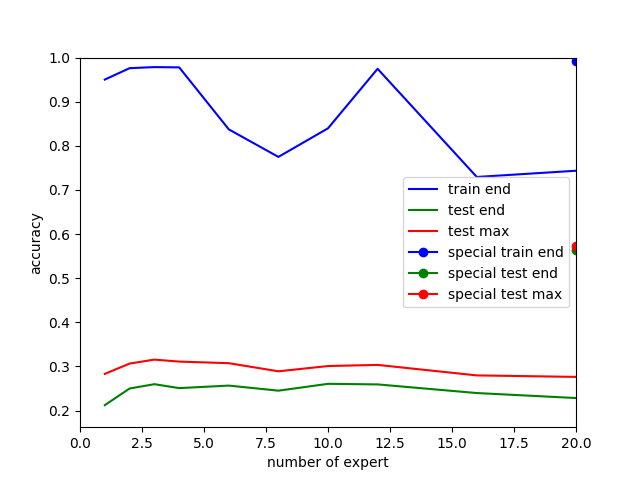 1.0
0.9
0.8
0.7
0.6
0.5
0.4
0.3
0.2
accuracy
train end
test end
test max
special train end
special test end
special test max
0.0 2.5 5.0 7.5 10.0 12.5 15.0 17.5 20.0
number of expert